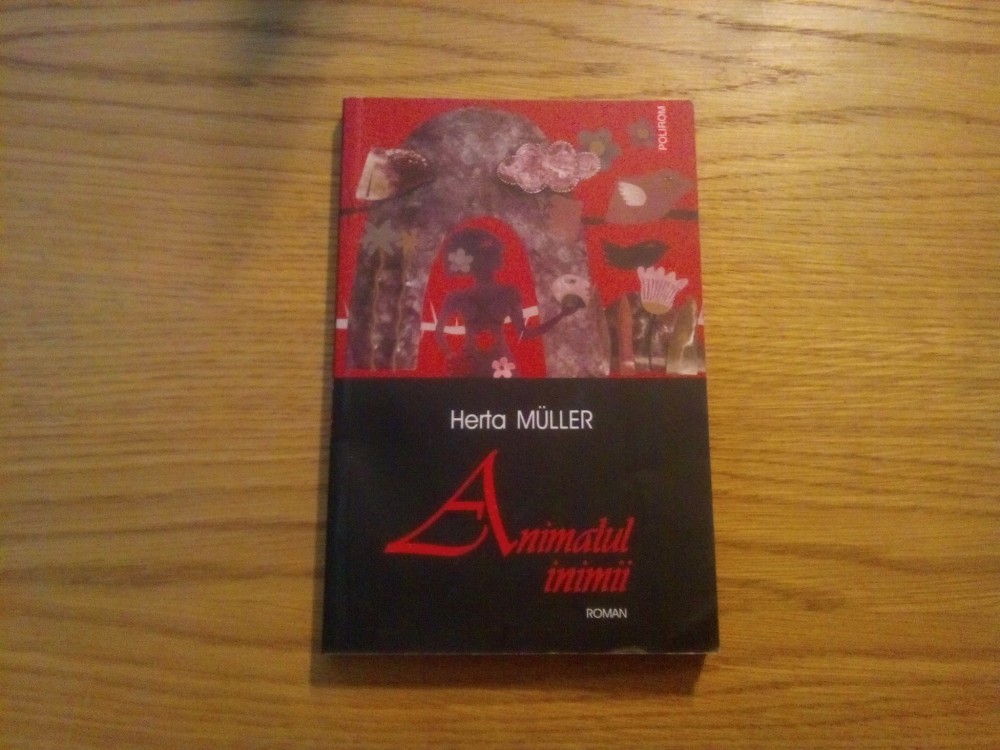 POLIROM
Herta MÜLLER
Animalul
inimii
ROMAN